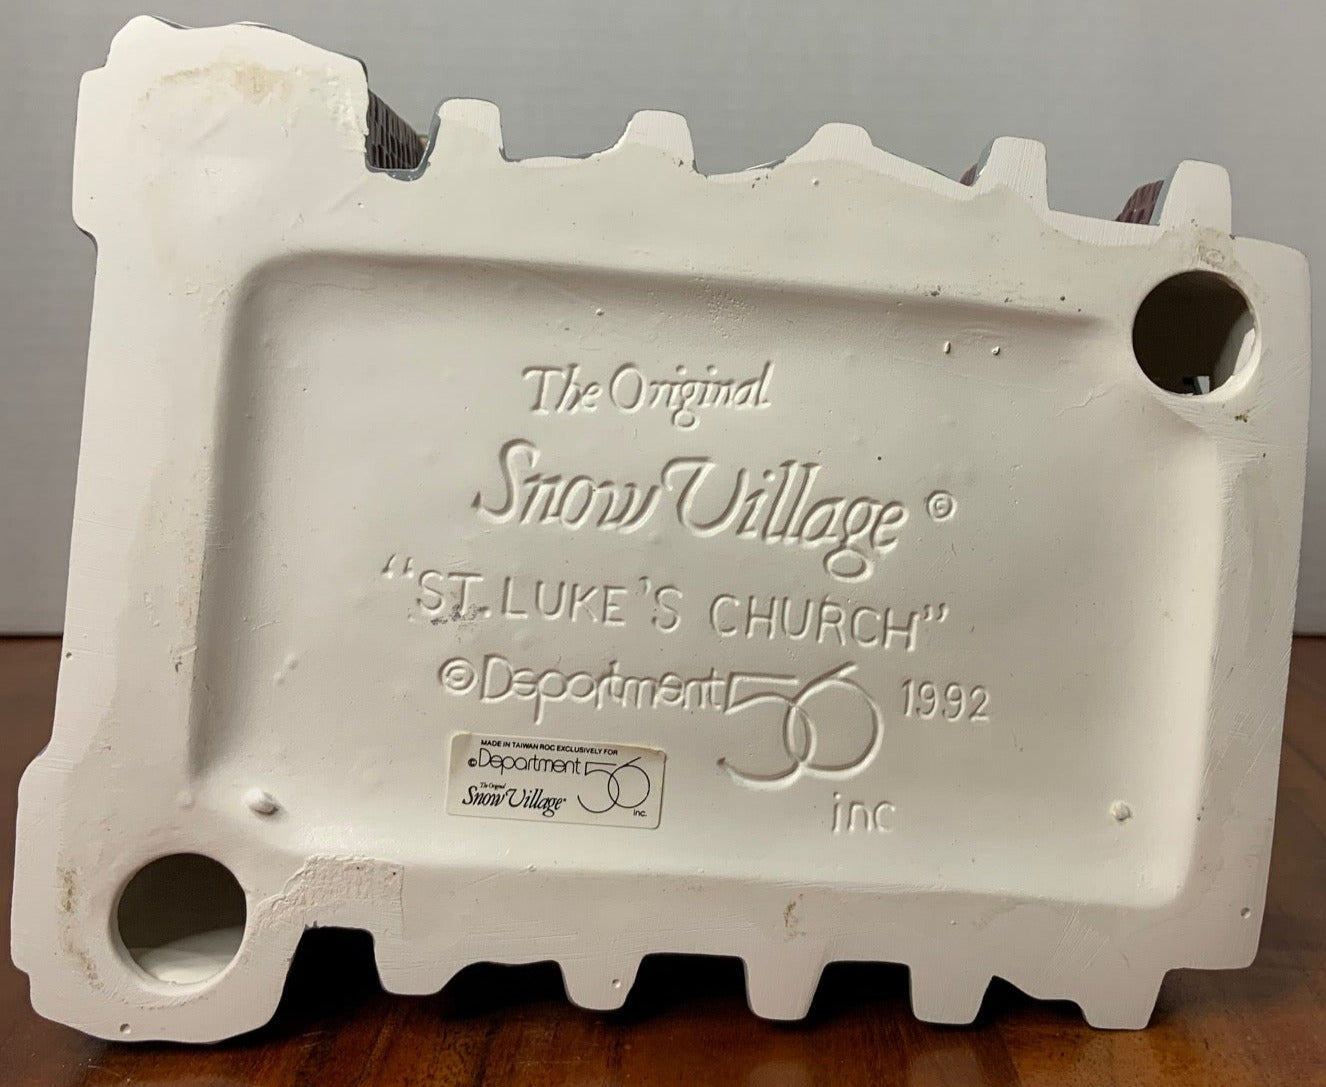 The Original
Snow Village ©
"ST. LUKE'S CHURCH"
©Department 56 1992
inc
MADE IN TAIWAN ROC EXCLUSIVELY FOR
©Department 56
The Original
Snow Village
inc.